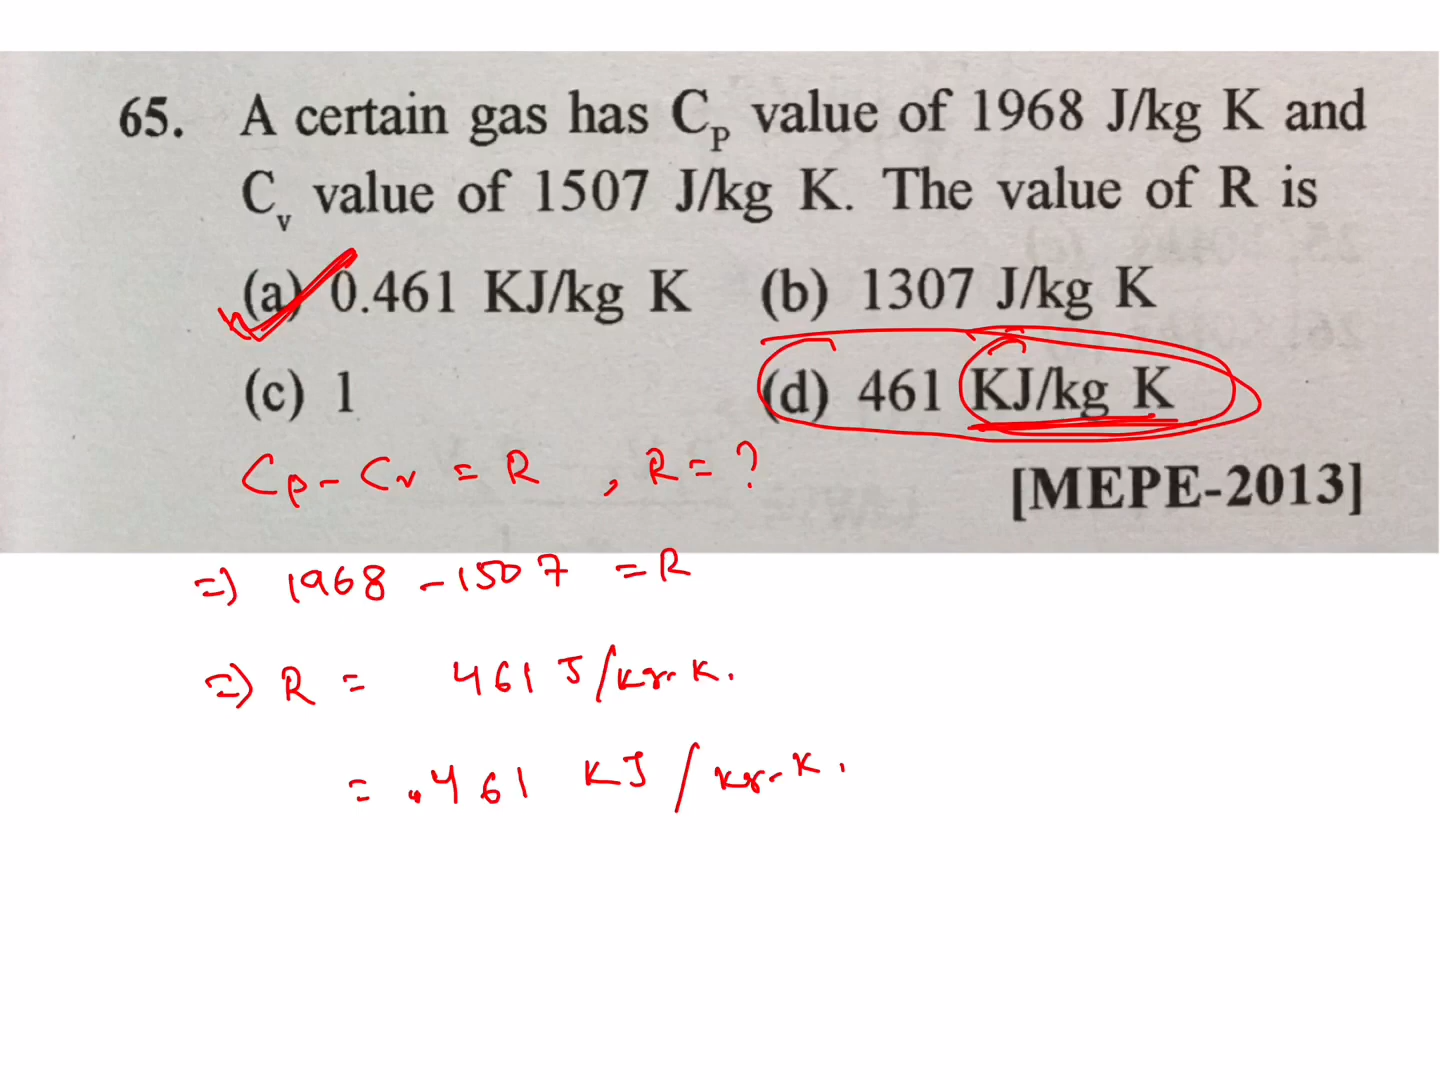 65. A certain gas has Cp value of 1968 J/kg K and
Cv value of 1507 J/kg K. The value of R is
(a) 0.461 KJ/kg K (b) 1307 J/kg K
(c) 1 (d) 461 KJ/kg K
Cp - Cv = R , R = ?
[MEPE-2013]
⇒ 1968 - 1507 = R
⇒ R = 461 J/kg-K.
= .461 KJ/kg-K.